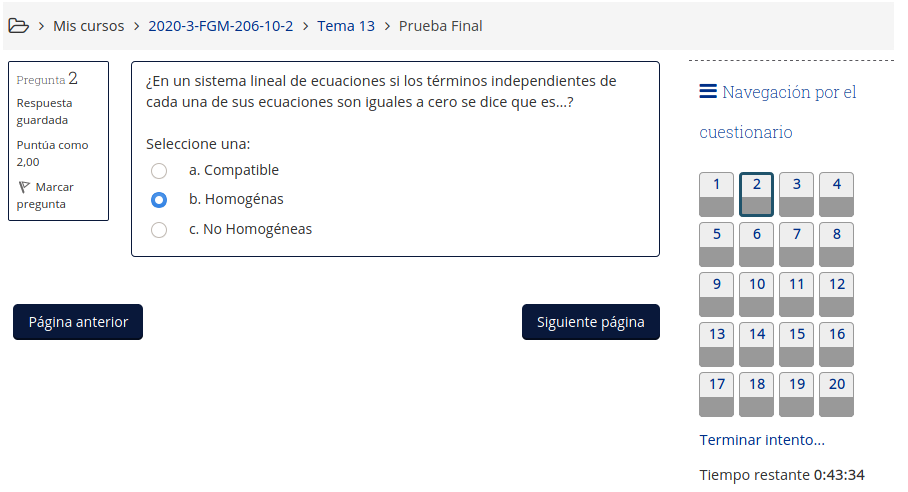 Mis cursos > 2020-3-FGM-206-10-2 > Tema 13 > Prueba Final
Pregunta 2
Respuesta
guardada
Puntúa como
2,00
Marcar
pregunta
¿En un sistema lineal de ecuaciones si los términos independientes de
cada una de sus ecuaciones son iguales a cero se dice que es...?
Seleccione una:
a. Compatible
b. Homogénas
c. No Homogéneas
Página anterior
Siguiente página
Navegación por el
cuestionario
1 2 3 4
5 6 7 8
9 10 11 12
13 14 15 16
17 18 19 20
Terminar intento...
Tiempo restante 0:43:34